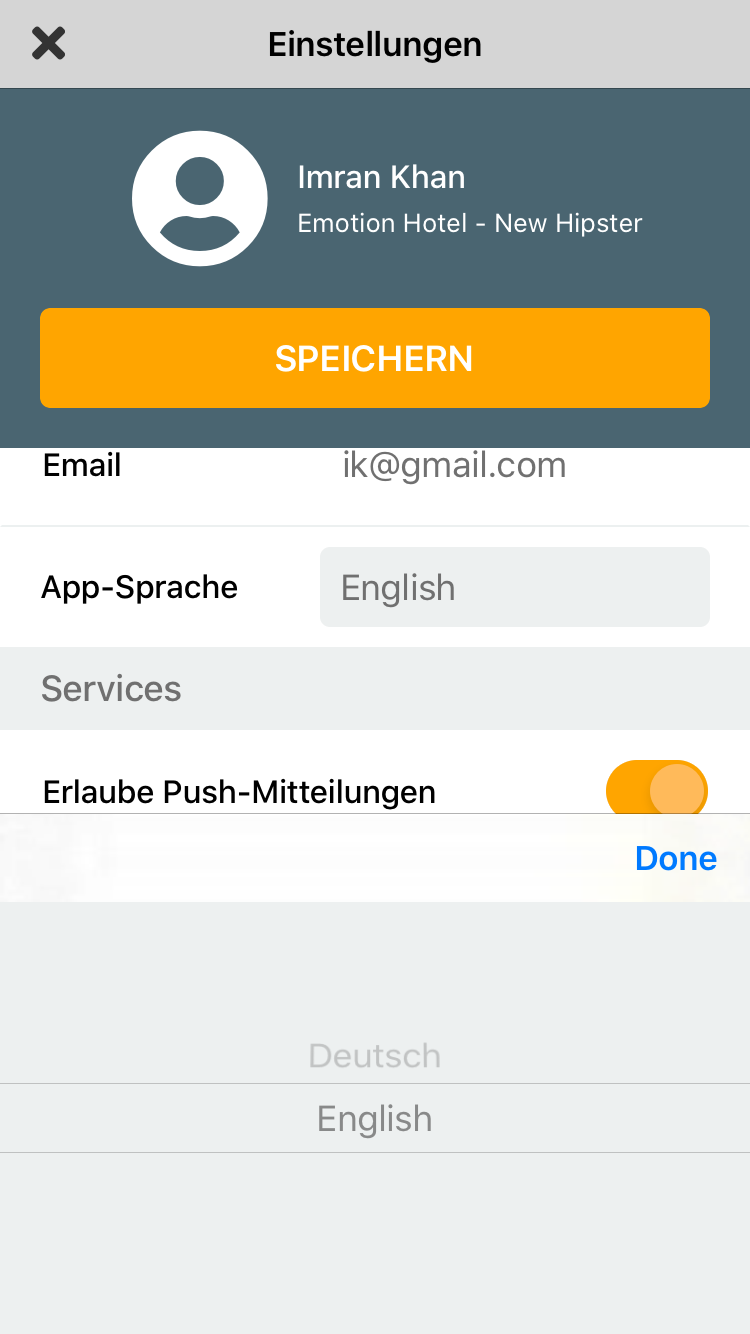 Einstellungen
Imran Khan
Emotion Hotel - New Hipster
SPEICHERN
Email ik@gmail.com
App-Sprache English
Services
Erlaube Push-Mitteilungen
Done
Deutsch
English